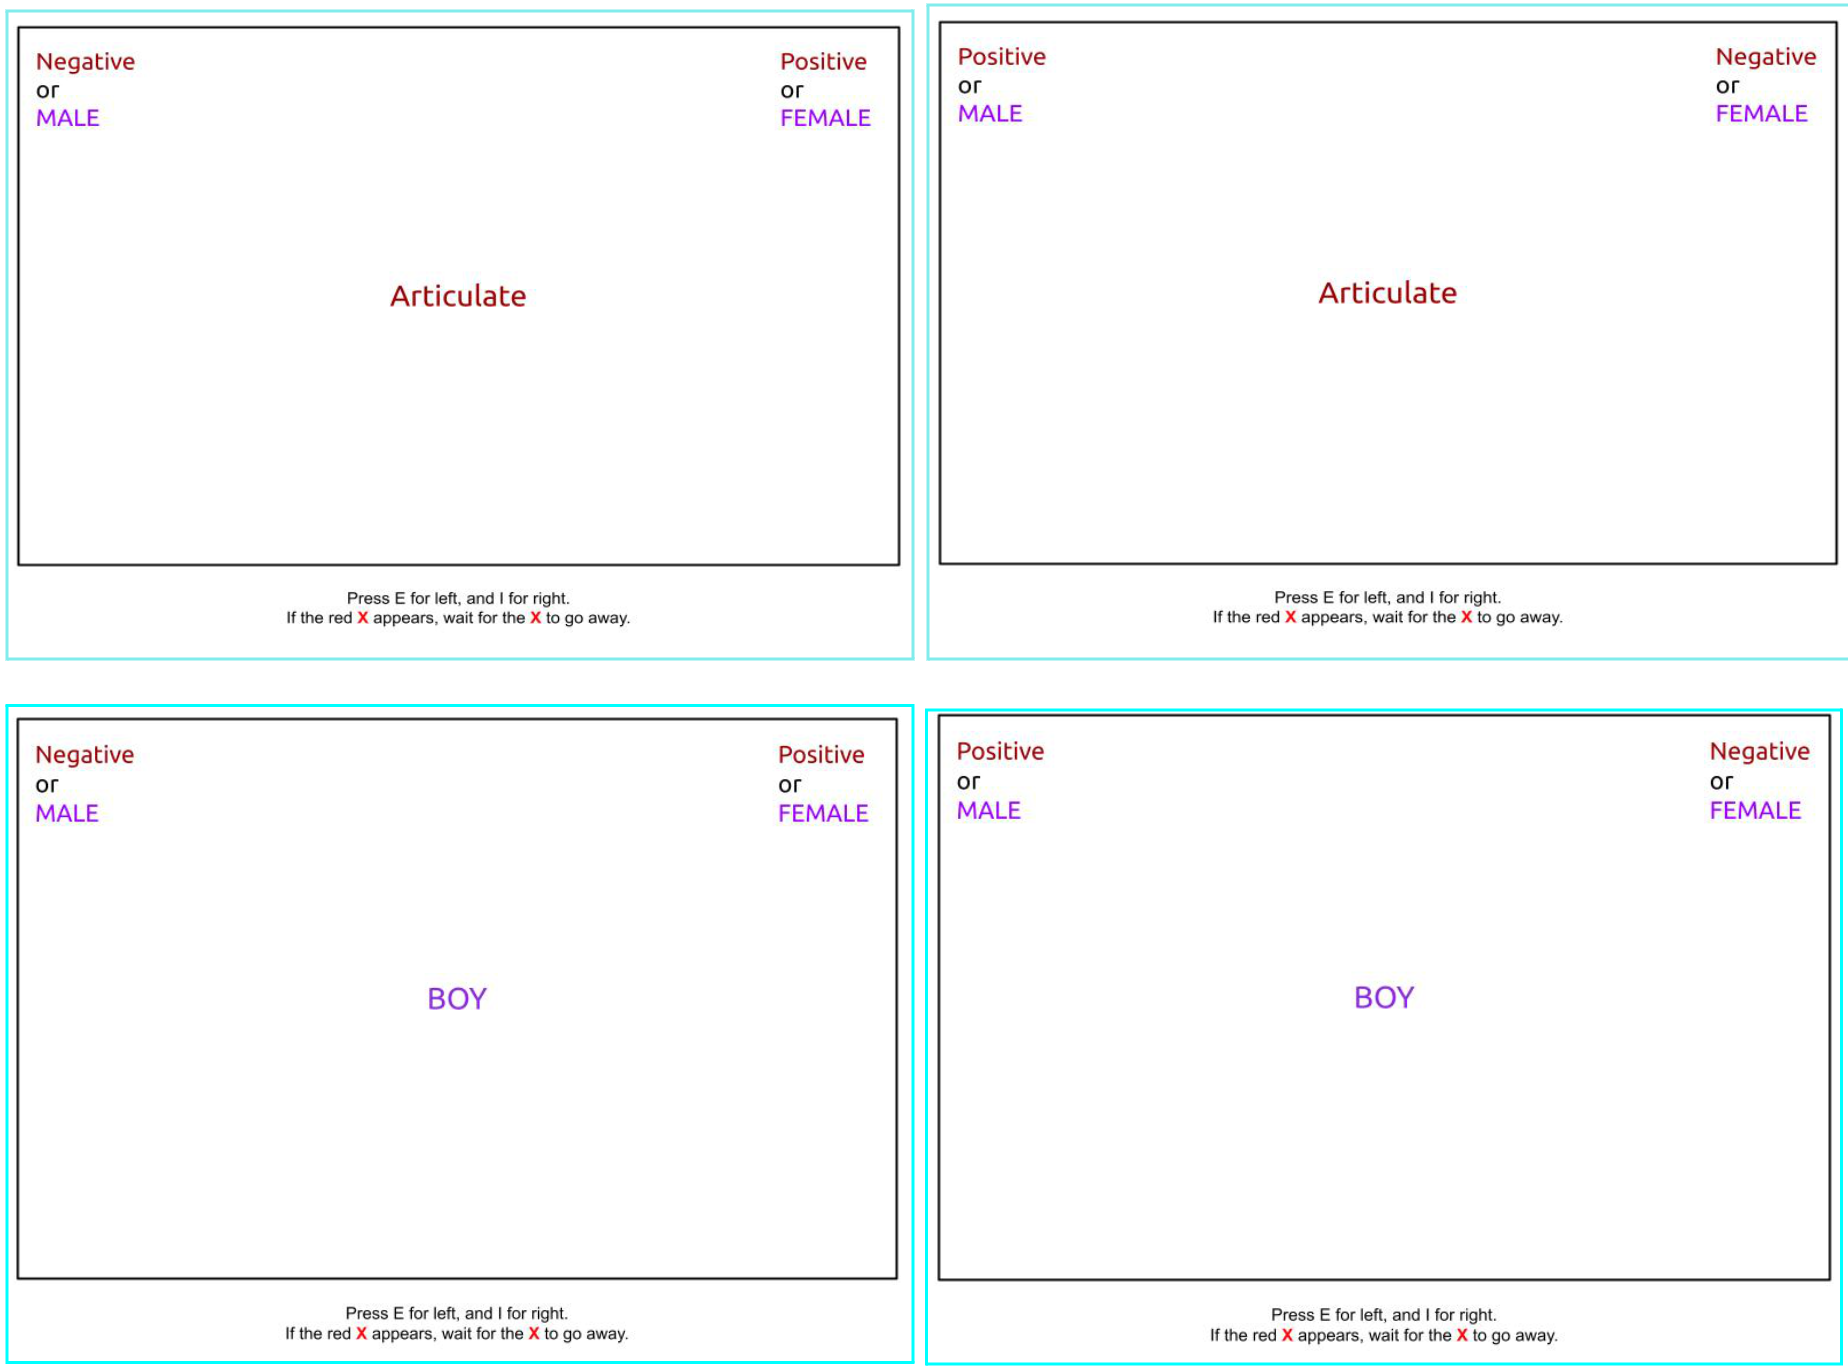 Negative
or
MALE
Positive
or
FEMALE
Articulate
Press E for left, and I for right.
If the red X appears, wait for the X to go away.
Positive
or
MALE
Negative
or
FEMALE
Articulate
Press E for left, and I for right.
If the red X appears, wait for the X to go away.
Negative
or
MALE
Positive
or
FEMALE
BOY
Press E for left, and I for right.
If the red X appears, wait for the X to go away.
Positive
or
MALE
Negative
or
FEMALE
BOY
Press E for left, and I for right.
If the red X appears, wait for the X to go away.